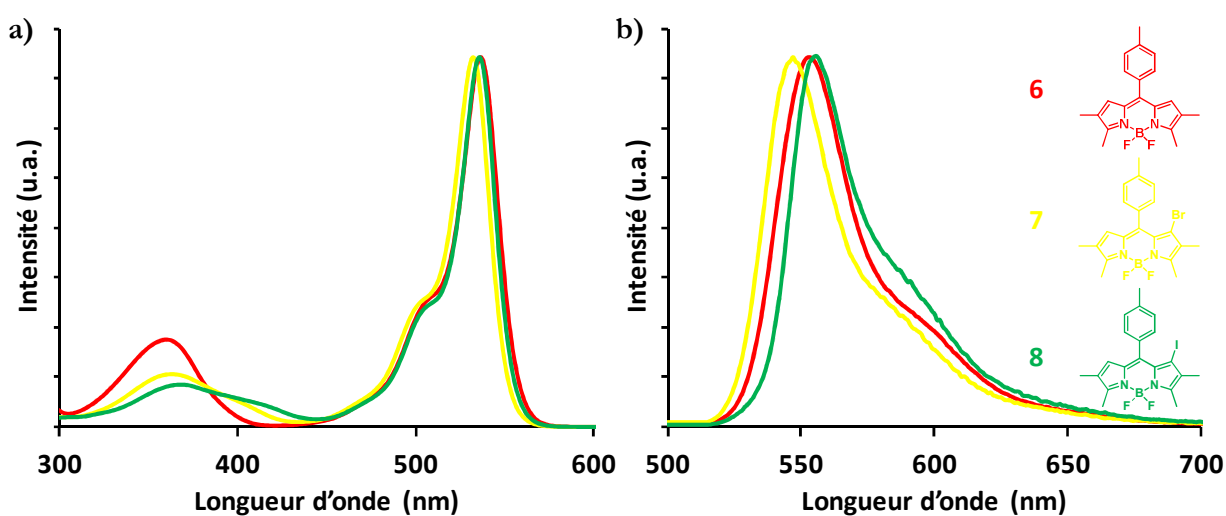 a)
Intensité (u.a.)
300 400 500 600
Longueur d'onde (nm)
b)
Intensité (u.a.)
500 550 600 650 700
Longueur d'onde (nm)
6
N N
B
F F
7
Br
N N
B
F F
8
I
N N
B
F F